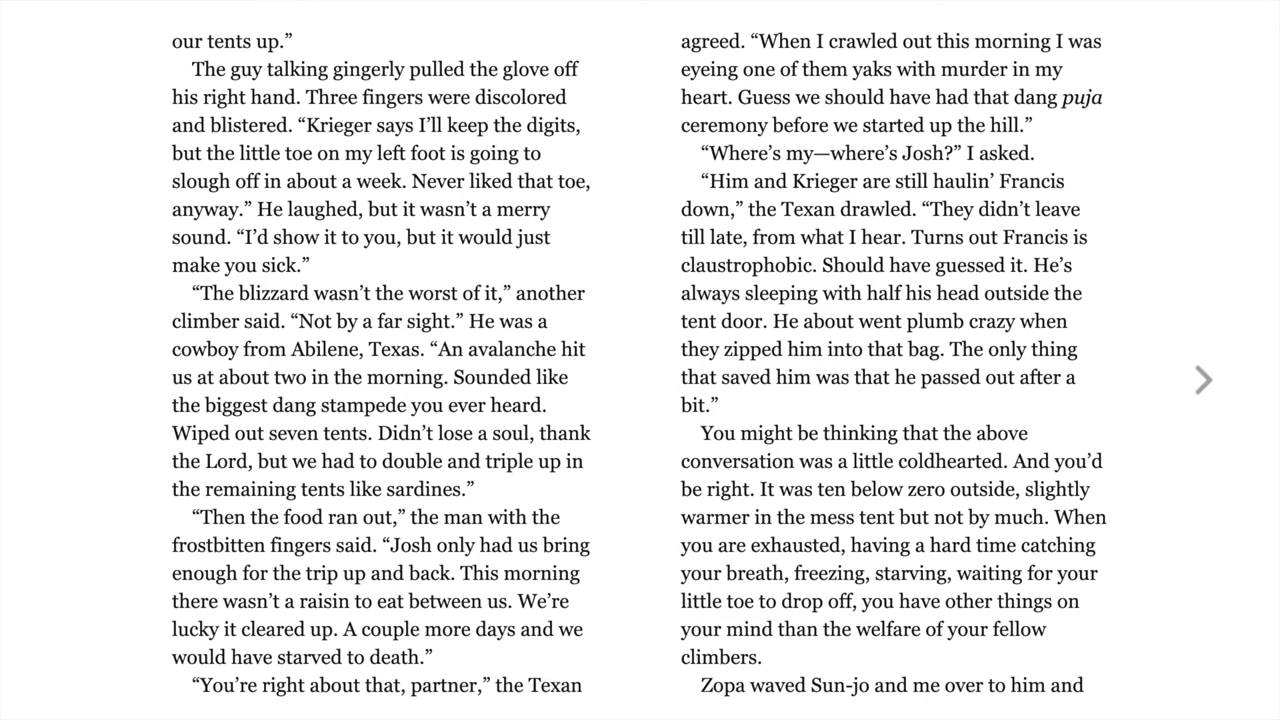 our tents up.”
The guy talking gingerly pulled the glove off
his right hand. Three fingers were discolored
and blistered. “Krieger says I’ll keep the digits,
but the little toe on my left foot is going to
slough off in about a week. Never liked that toe,
anyway.” He laughed, but it wasn’t a merry
sound. “I’d show it to you, but it would just
make you sick.”
“The blizzard wasn’t the worst of it,” another
climber said. “Not by a far sight.” He was a
cowboy from Abilene, Texas. “An avalanche hit
us at about two in the morning. Sounded like
the biggest dang stampede you ever heard.
Wiped out seven tents. Didn’t lose a soul, thank
the Lord, but we had to double and triple up in
the remaining tents like sardines.”
“Then the food ran out,” the man with the
frostbitten fingers said. “Josh only had us bring
enough for the trip up and back. This morning
there wasn’t a raisin to eat between us. We’re
lucky it cleared up. A couple more days and we
would have starved to death.”
“You’re right about that, partner,” the Texan
agreed. “When I crawled out this morning I was
eyeing one of them yaks with murder in my
heart. Guess we should have had that dang puja
ceremony before we started up the hill.”
“Where’s my—where’s Josh?” I asked.
“Him and Krieger are still haulin’ Francis
down,” the Texan drawled. “They didn’t leave
till late, from what I hear. Turns out Francis is
claustrophobic. Should have guessed it. He’s
always sleeping with half his head outside the
tent door. He about went plumb crazy when
they zipped him into that bag. The only thing
that saved him was that he passed out after a
bit.”
You might be thinking that the above
conversation was a little coldhearted. And you’d
be right. It was ten below zero outside, slightly
warmer in the mess tent but not by much. When
you are exhausted, having a hard time catching
your breath, freezing, starving, waiting for your
little toe to drop off, you have other things on
your mind than the welfare of your fellow
climbers.
Zopa waved Sun-jo and me over to him and